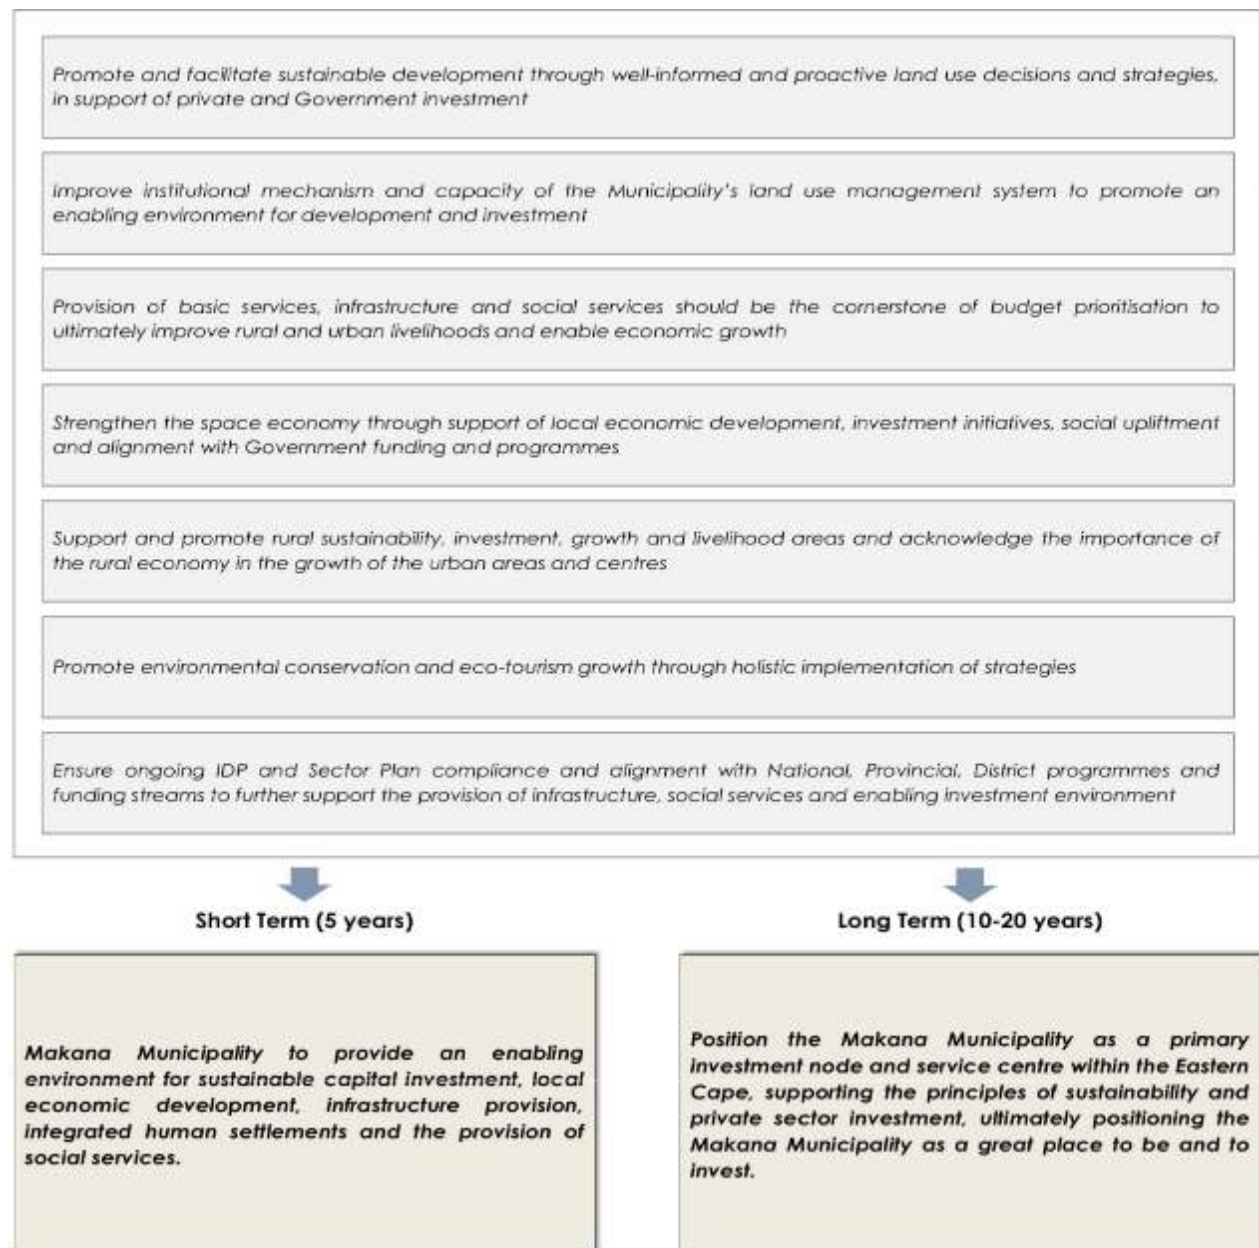 Promote and facilitate sustainable development through well-informed and proactive land use decisions and strategies,
in support of private and Government investment
Improve institutional mechanism and capacity of the Municipality's land use management system to promote an
enabling environment for development and investment
Provision of basic services, infrastructure and social services should be the cornerstone of budget prioritisation to
ultimately improve rural and urban livelihoods and enable economic growth
Strengthen the space economy through support of local economic development, investment initiatives, social upliftment
and alignment with Government funding and programmes
Support and promote rural sustainability, investment, growth and livelihood areas and acknowledge the importance of
the rural economy in the growth of the urban areas and centres
Promote environmental conservation and eco-tourism growth through holistic implementation of strategies
Ensure ongoing IDP and Sector Plan compliance and alignment with National, Provincial, District programmes and
funding streams to further support the provision of infrastructure, social services and enabling investment environment
Short Term (5 years)
Makana Municipality to provide an enabling
environment for sustainable capital investment, local
economic development, infrastructure provision,
integrated human settlements and the provision of
social services.
Long Term (10-20 years)
Position the Makana Municipality as a primary
investment node and service centre within the Eastern
Cape, supporting the principles of sustainability and
private sector investment, ultimately positioning the
Makana Municipality as a great place to be and to
invest.